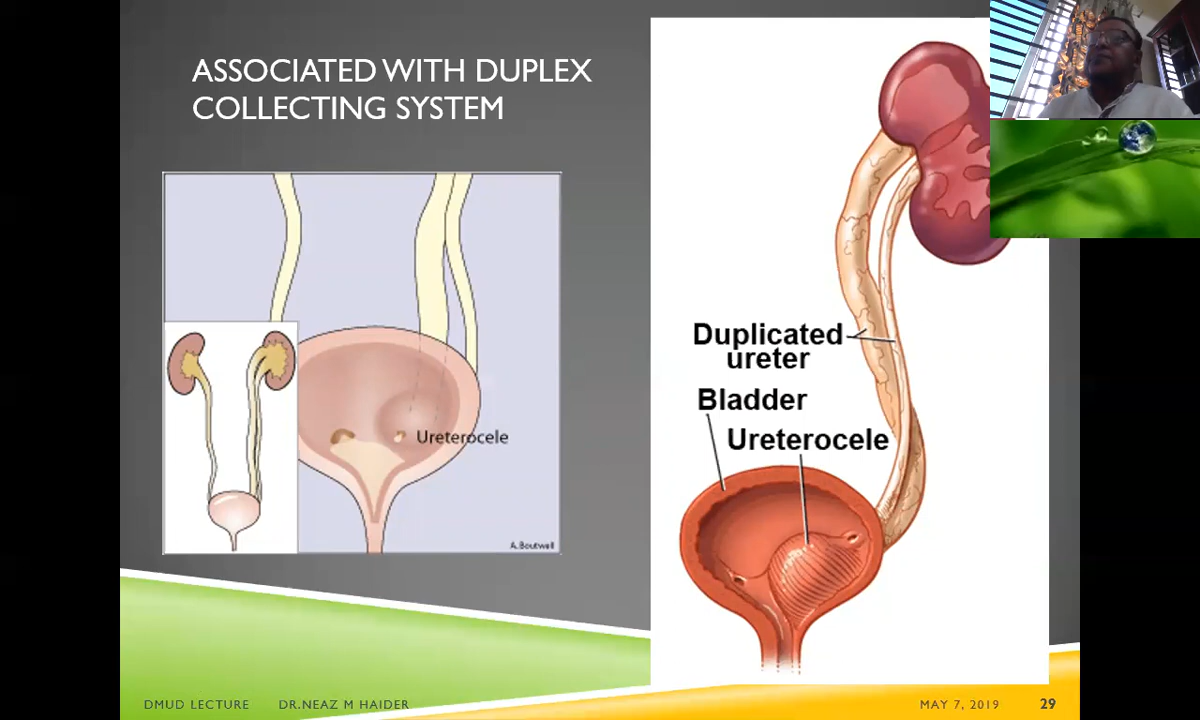 ASSOCIATED WITH DUPLEX
COLLECTING SYSTEM
Ureterocele
A.Boutwell
Duplicated
ureter
Bladder
Ureterocele
DMUD LECTURE DR.NEAZ M HAIDER MAY 7, 2019 29